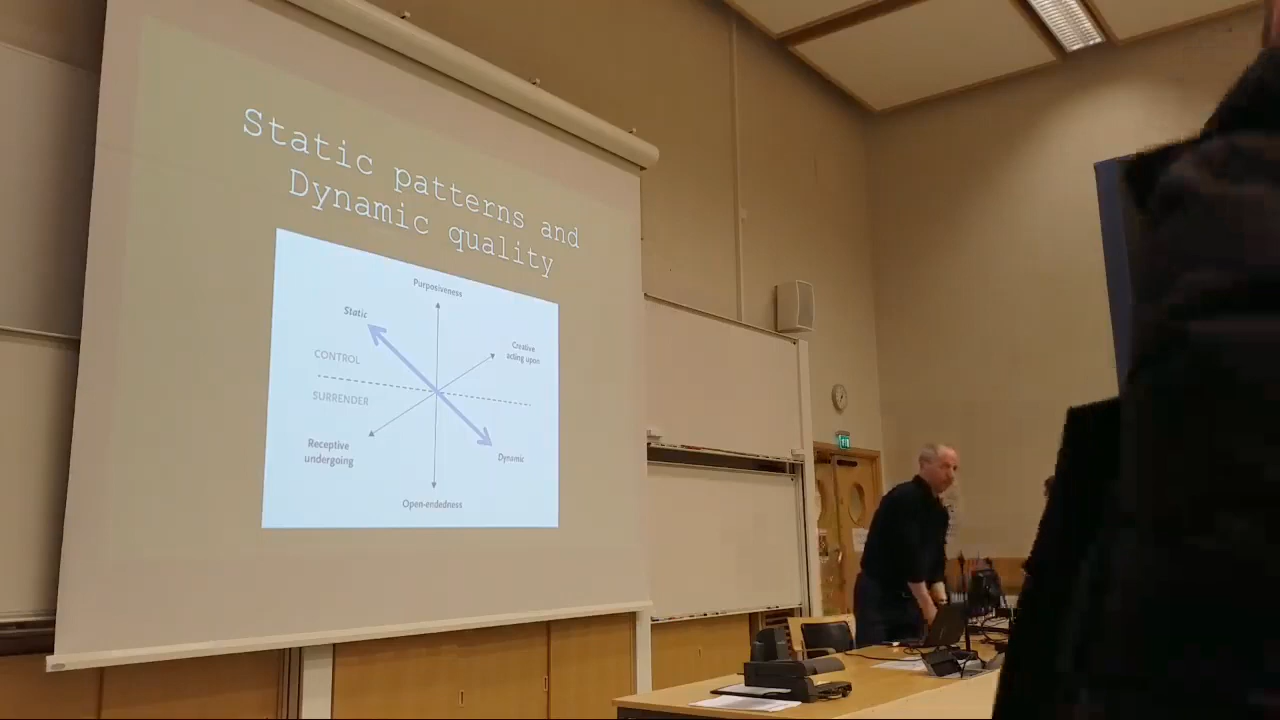 Static patterns and
Dynamic quality
Purposiveness
Static
Creative
acting upon
CONTROL
SURRENDER
Receptive
undergoing
Dynamic
Open-endedness